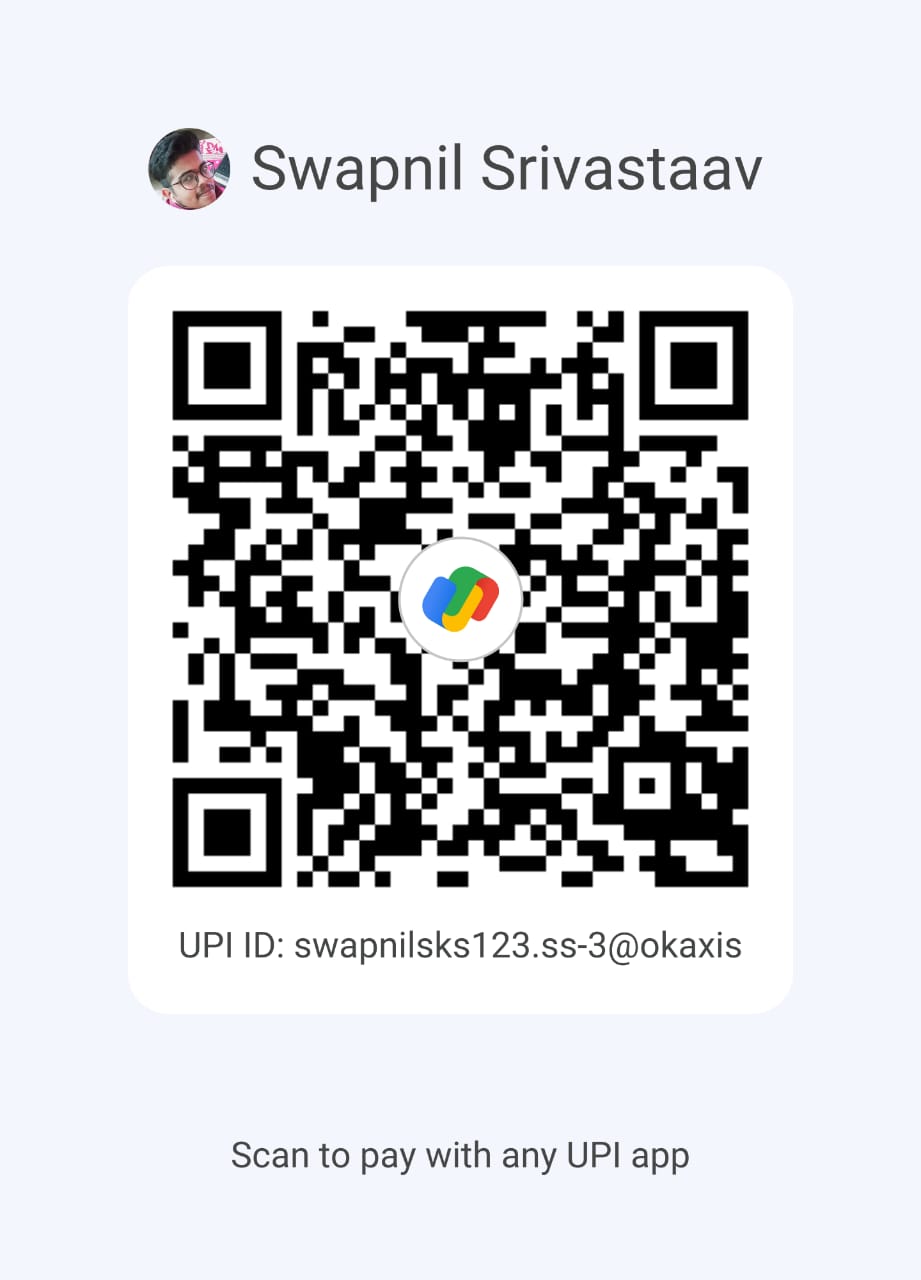 Swapnil Srivastaav
UPI ID: swapnilsks123.ss-3@okaxis
Scan to pay with any UPI app